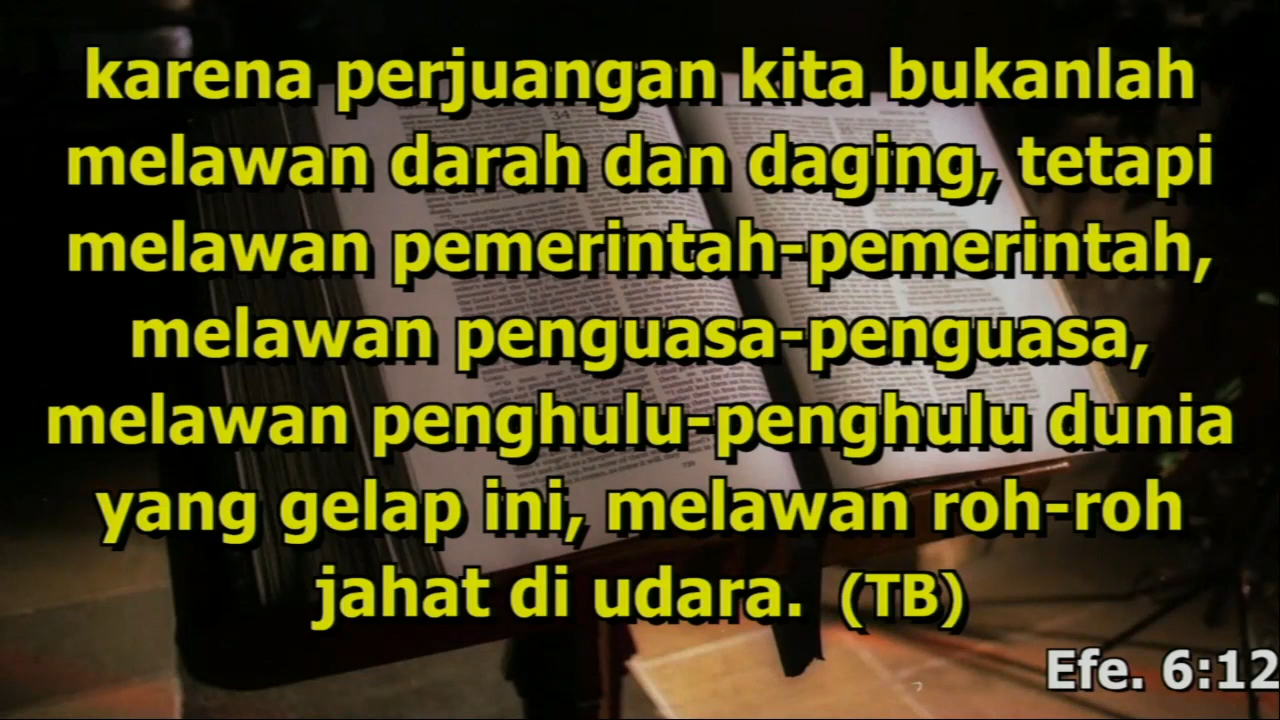 karena perjuangan kita bukanlah
melawan darah dan daging, tetapi
melawan pemerintah-pemerintah,
melawan penguasa-penguasa,
melawan penghulu-penghulu dunia
yang gelap ini, melawan roh-roh
jahat di udara. (TB)
Efe. 6:12